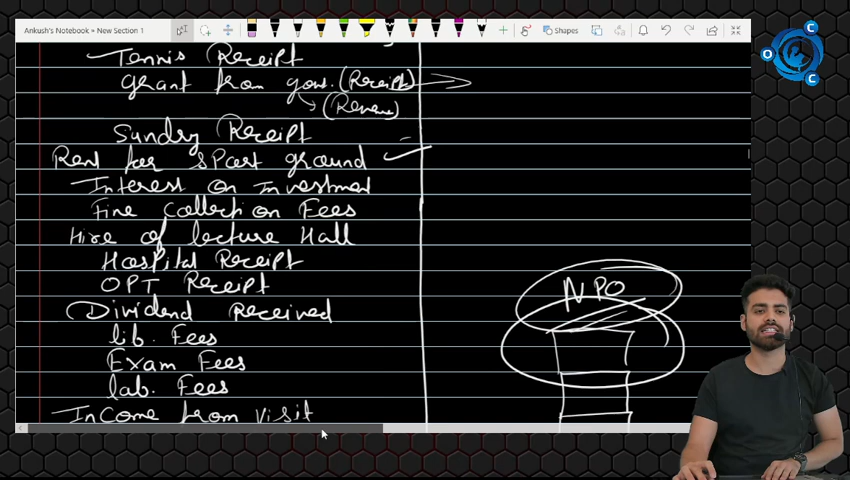 Ankush's Notebook > New Section 1
Shapes
O C C
Tennis Receipt
grant from govt. (Receipt)
(Revenue)
Sundry Receipt
Rent for sport ground
Interest on Investment
Fine Collection Fees
Hire of lecture Hall
Hospital Receipt
OPT Receipt
Dividend Received
lib. Fees
Exam Fees
lab. Fees
Income from visit
NPO